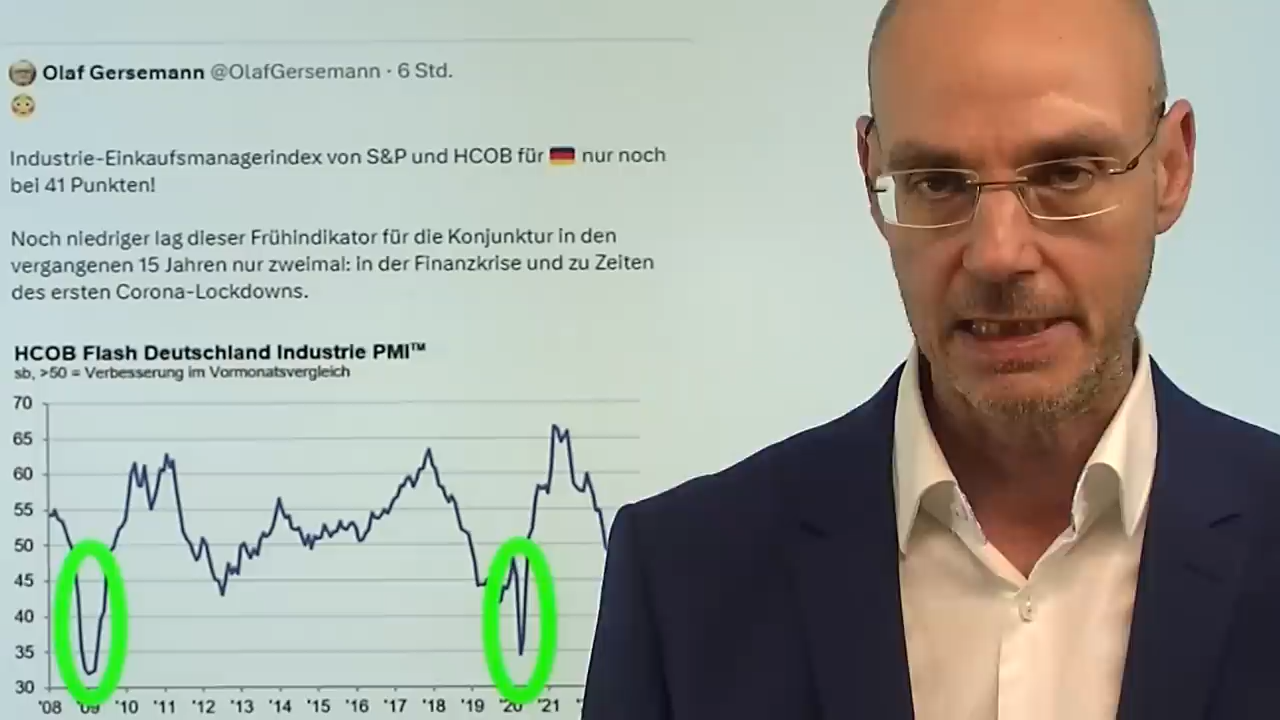 Olaf Gersemann @OlafGersemann · 6 Std.
😳
Industrie-Einkaufsmanagerindex von S&P und HCOB für 🇩🇪 nur noch
bei 41 Punkten!
Noch niedriger lag dieser Frühindikator für die Konjunktur in den
vergangenen 15 Jahren nur zweimal: in der Finanzkrise und zu Zeiten
des ersten Corona-Lockdowns.
HCOB Flash Deutschland Industrie PMI™
sb, >50 = Verbesserung im Vormonatsvergleich
70
65
60
55
50
45
40
35
30
'08 '09 '10 '11 '12 '13 '14 '15 '16 '17 '18 '19 '20 '21